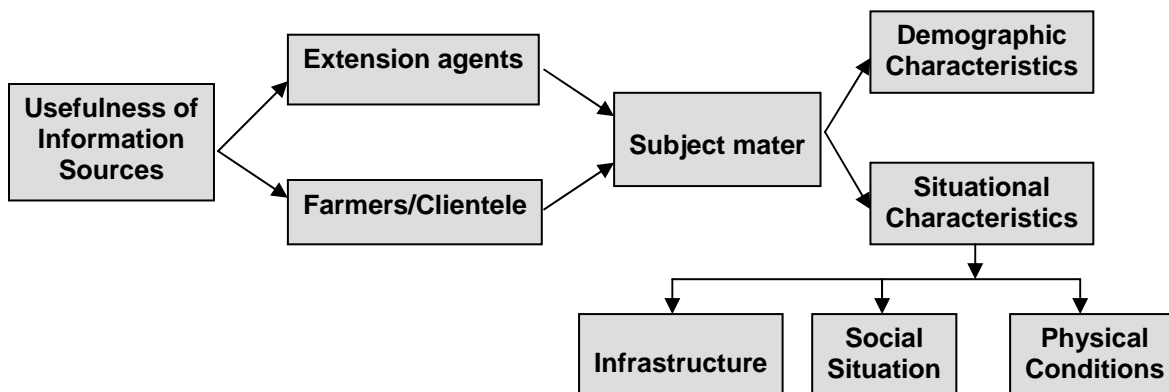 Usefulness of
Information
Sources
Extension agents
Farmers/Clientele
Subject mater
Demographic
Characteristics
Situational
Characteristics
Infrastructure
Social
Situation
Physical
Conditions